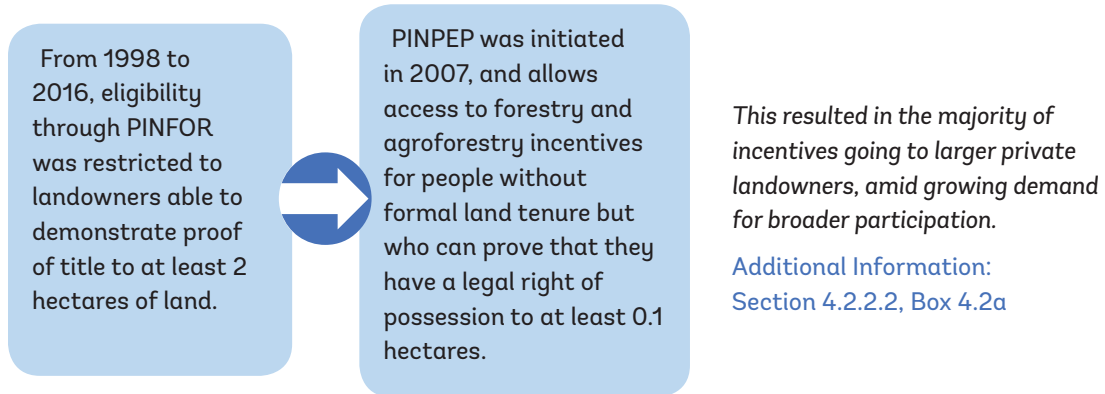 From 1998 to
2016, eligibility
through PINFOR
was restricted to
landowners able to
demonstrate proof
of title to at least 2
hectares of land.
PINPEP was initiated
in 2007, and allows
access to forestry and
agroforestry incentives
for people without
formal land tenure but
who can prove that they
have a legal right of
possession to at least 0.1
hectares.
This resulted in the majority of
incentives going to larger private
landowners, amid growing demand
for broader participation.
Additional Information:
Section 4.2.2.2, Box 4.2a